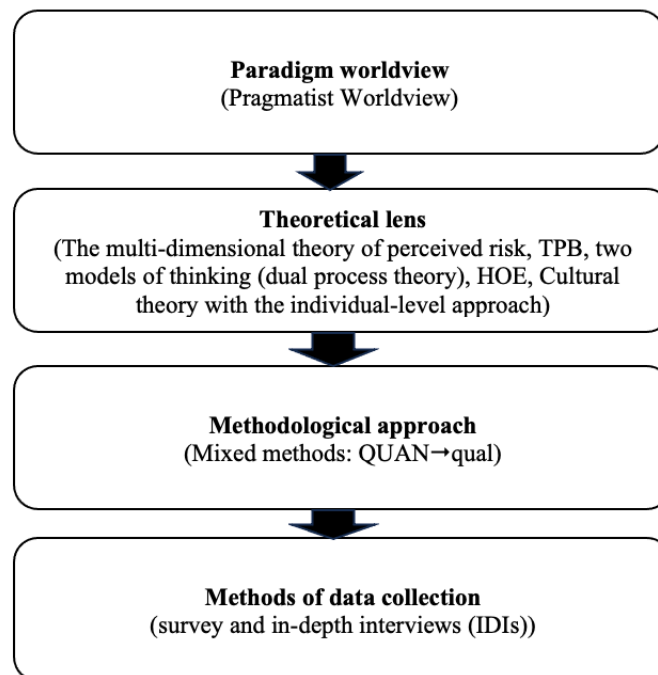 Paradigm worldview
(Pragmatist Worldview)
Theoretical lens
(The multi-dimensional theory of perceived risk, TPB, two
models of thinking (dual process theory), HOE, Cultural
theory with the individual-level approach)
Methodological approach
(Mixed methods: QUAN→qual)
Methods of data collection
(survey and in-depth interviews (IDIs))